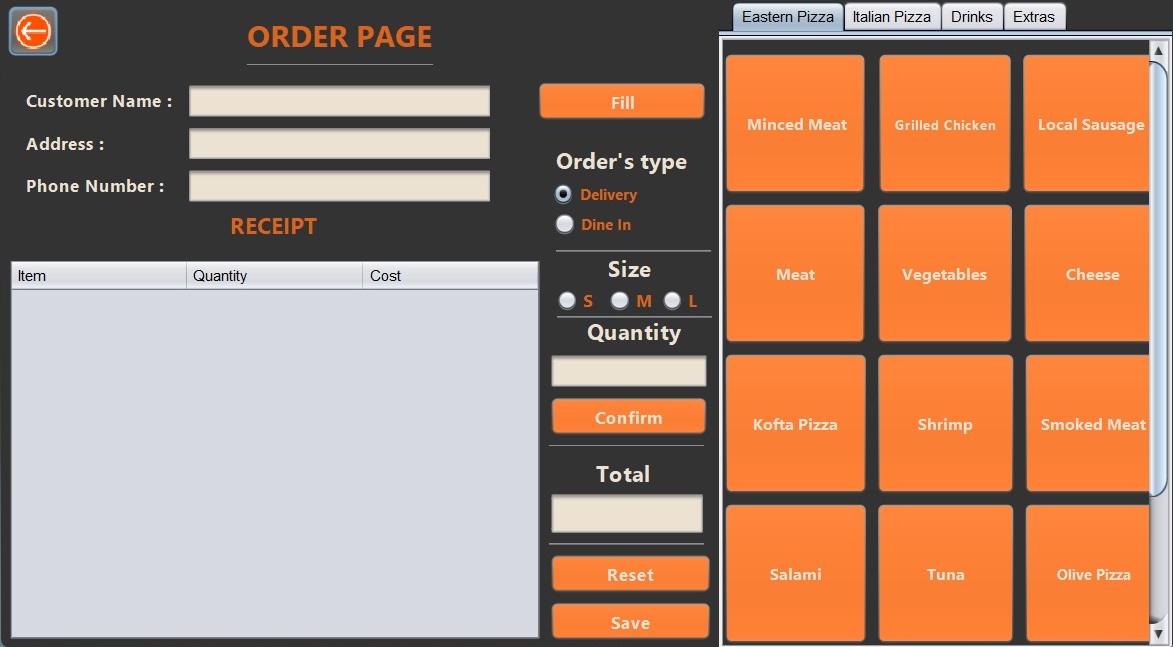 ORDER PAGE
Customer Name :
Address :
Phone Number :
RECEIPT
Item Quantity Cost
Fill
Order's type
Delivery
Dine In
Size
S M L
Quantity
Confirm
Total
Reset
Save
Eastern Pizza Italian Pizza Drinks Extras
Minced Meat Grilled Chicken Local Sausage
Meat Vegetables Cheese
Kofta Pizza Shrimp Smoked Meat
Salami Tuna Olive Pizza